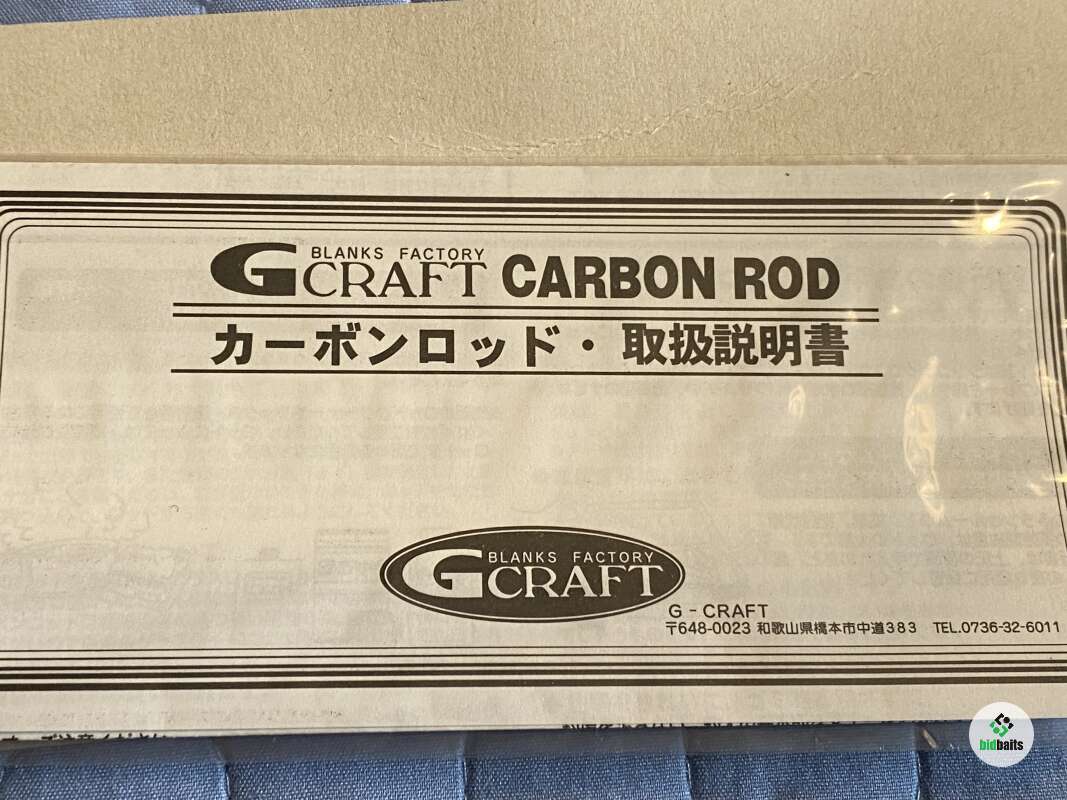 BLANKS FACTORY
G CRAFT CARBON ROD
カーボンロッド・取扱説明書
BLANKS FACTORY
G CRAFT
G - CRAFT
〒648-0023 和歌山県橋本市中道383 TEL.0736-32-6011
bidbaits